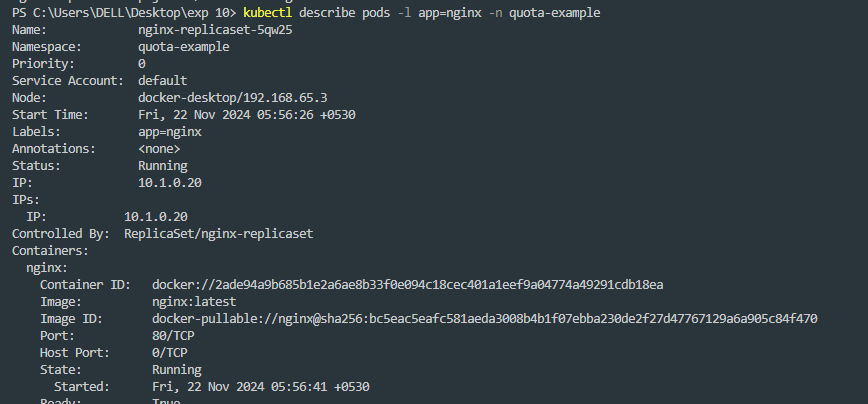 PS C:\Users\DELL\Desktop\exp 10> kubectl describe pods -l app=nginx -n quota-example
Name:             nginx-replicaset-5qw25
Namespace:        quota-example
Priority:         0
Service Account:  default
Node:             docker-desktop/192.168.65.3
Start Time:       Fri, 22 Nov 2024 05:56:26 +0530
Labels:           app=nginx
Annotations:      <none>
Status:           Running
IP:               10.1.0.20
IPs:
  IP:           10.1.0.20
Controlled By:  ReplicaSet/nginx-replicaset
Containers:
  nginx:
    Container ID:   docker://2ade94a9b685b1e2a6ae8b33f0e094c18cec401a1eef9a04774a49291cdb18ea
    Image:          nginx:latest
    Image ID:       docker-pullable://nginx@sha256:bc5eac5eafc581aeda3008b4b1f07ebba230de2f27d47767129a6a905c84f470
    Port:           80/TCP
    Host Port:      0/TCP
    State:          Running
      Started:      Fri, 22 Nov 2024 05:56:41 +0530
    Ready:          True